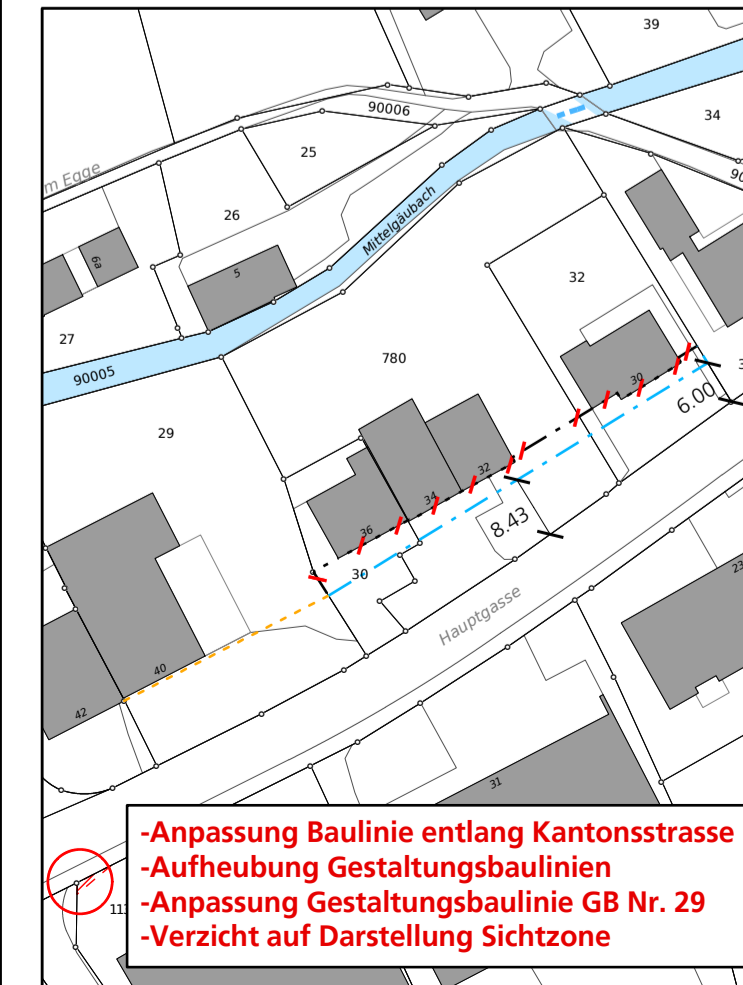 39
90006
34
25
m Egge
26
Mittelgäubach
6a
5
32
27
780
90005
30
29
6.00
32
34
36
8.43
30
23
Hauptgasse
40
42
31
-Anpassung Baulinie entlang Kantonsstrasse
-Aufheubung Gestaltungsbaulinien
-Anpassung Gestaltungsbaulinie GB Nr. 29
-Verzicht auf Darstellung Sichtzone